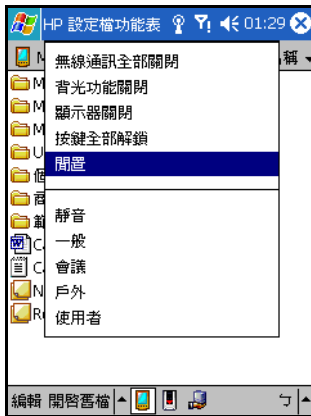 HP 設定檔功能表 01:29
無線通訊全部關閉
背光功能關閉
顯示器關閉
按鍵全部解鎖
閒置
靜音
一般
會議
戶外
使用者
編輯 開啓舊檔 ㄅ